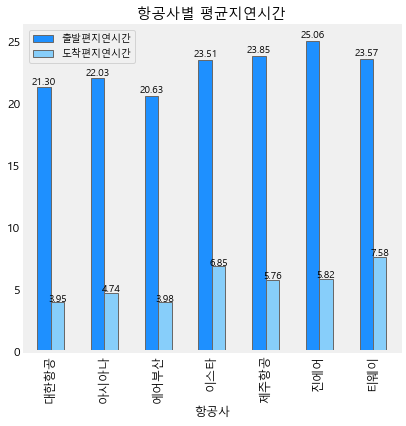 항공사별 평균지연시간
출발편지연시간
도착편지연시간
25
20
15
10
5
0
21.30
3.95
22.03
4.74
20.63
3.98
23.51
6.85
23.85
5.76
25.06
5.82
23.57
7.58
대한항공
아시아나
에어부산
이스타
제주항공
진에어
티웨이
항공사